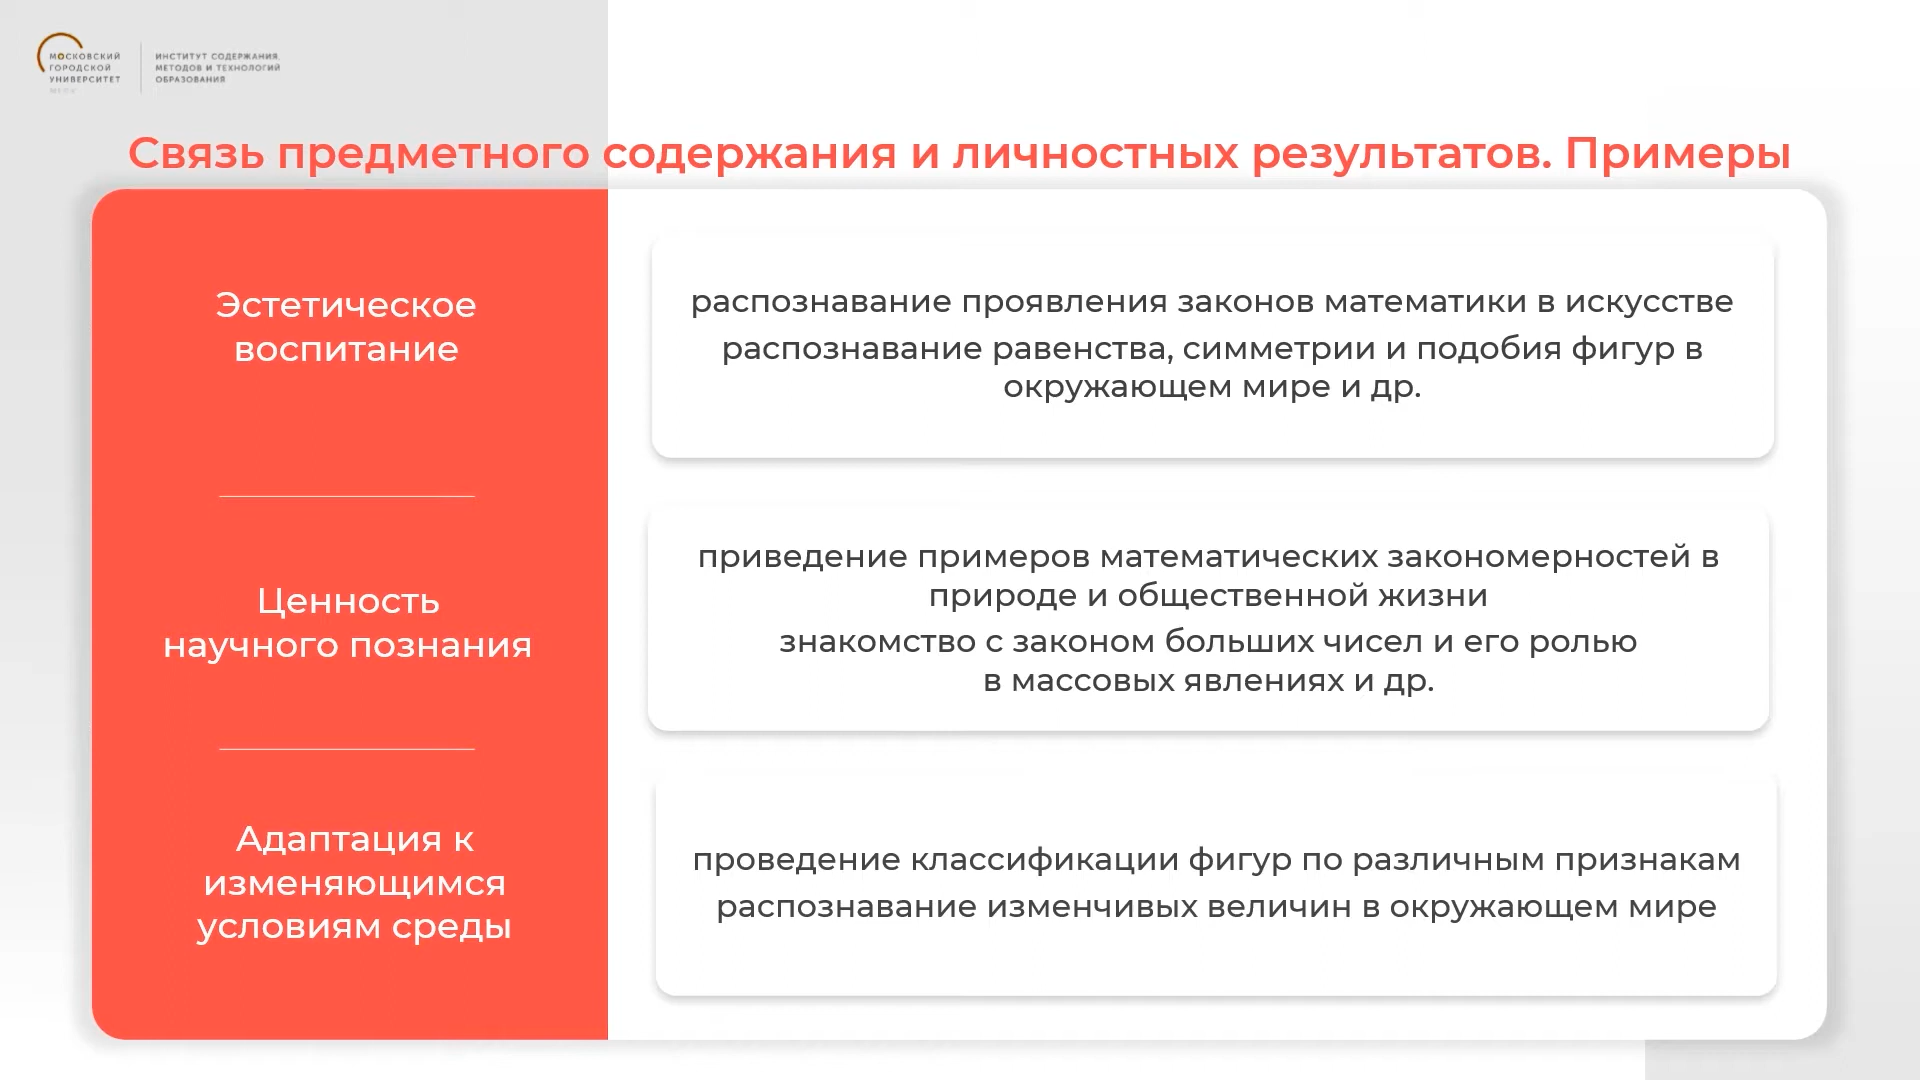 МОСКОВСКИЙ
ГОРОДСКОЙ
УНИВЕРСИТЕТ
ИНСТИТУТ СОДЕРЖАНИЯ,
МЕТОДОВ И ТЕХНОЛОГИЙ
ОБРАЗОВАНИЯ
Связь предметного содержания и личностных результатов. Примеры
Эстетическое
воспитание
распознавание проявления законов математики в искусстве
распознавание равенства, симметрии и подобия фигур в
окружающем мире и др.
Ценность
научного познания
приведение примеров математических закономерностей в
природе и общественной жизни
знакомство с законом больших чисел и его ролью
в массовых явлениях и др.
Адаптация к
изменяющимся
условиям среды
проведение классификации фигур по различным признакам
распознавание изменчивых величин в окружающем мире